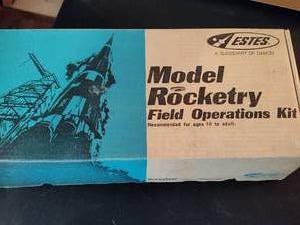 ESTES
A SUBSIDIARY OF DAMON
Model
Rocketry
Field Operations Kit
Recommended for ages 10 to adult.